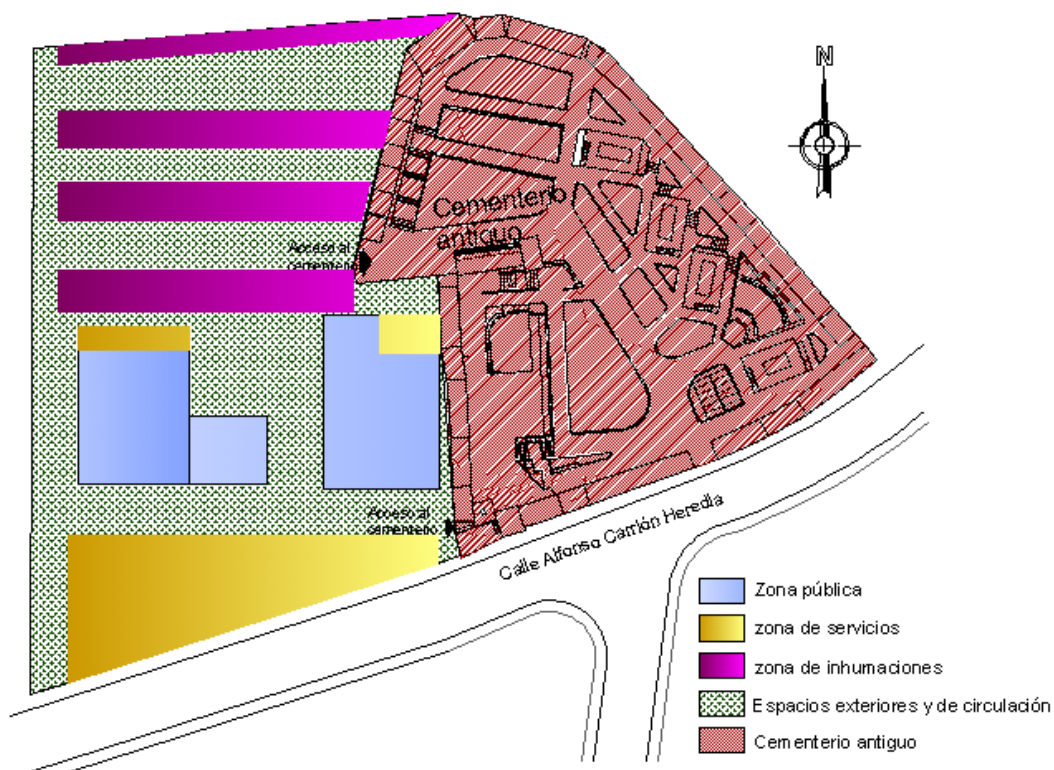 N
Cementerio
antiguo
Acceso al
cementerio
Acceso al
cementerio
Calle Alfonso Carrión Heredia
Zona pública
zona de servicios
zona de inhumaciones
Espacios exteriores y de circulación
Cementerio antiguo